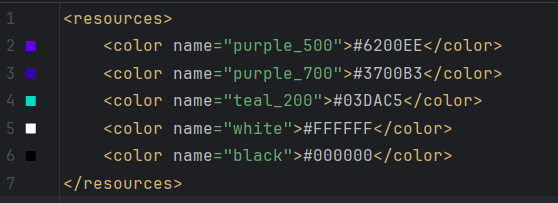 1 <resources>
2 <color name="purple_500">#6200EE</color>
3 <color name="purple_700">#3700B3</color>
4 <color name="teal_200">#03DAC5</color>
5 <color name="white">#FFFFFF</color>
6 <color name="black">#000000</color>
7 </resources>